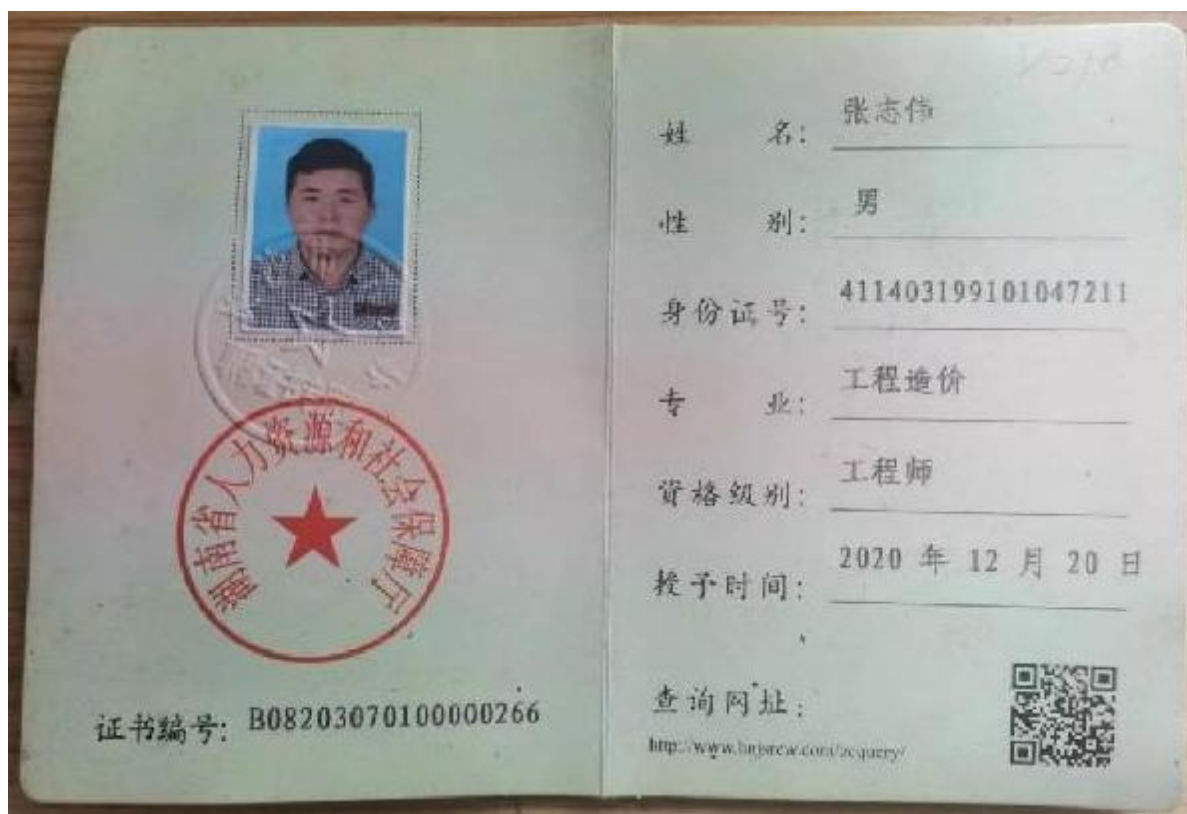 湖南省人力资源和社会保障厅
证书编号: B08203070100000266
姓 名: 张志伟
性 别: 男
身份证号: 411403199101047211
专 业: 工程造价
资格级别: 工程师
授予时间: 2020 年 12 月 20 日
查询网址: